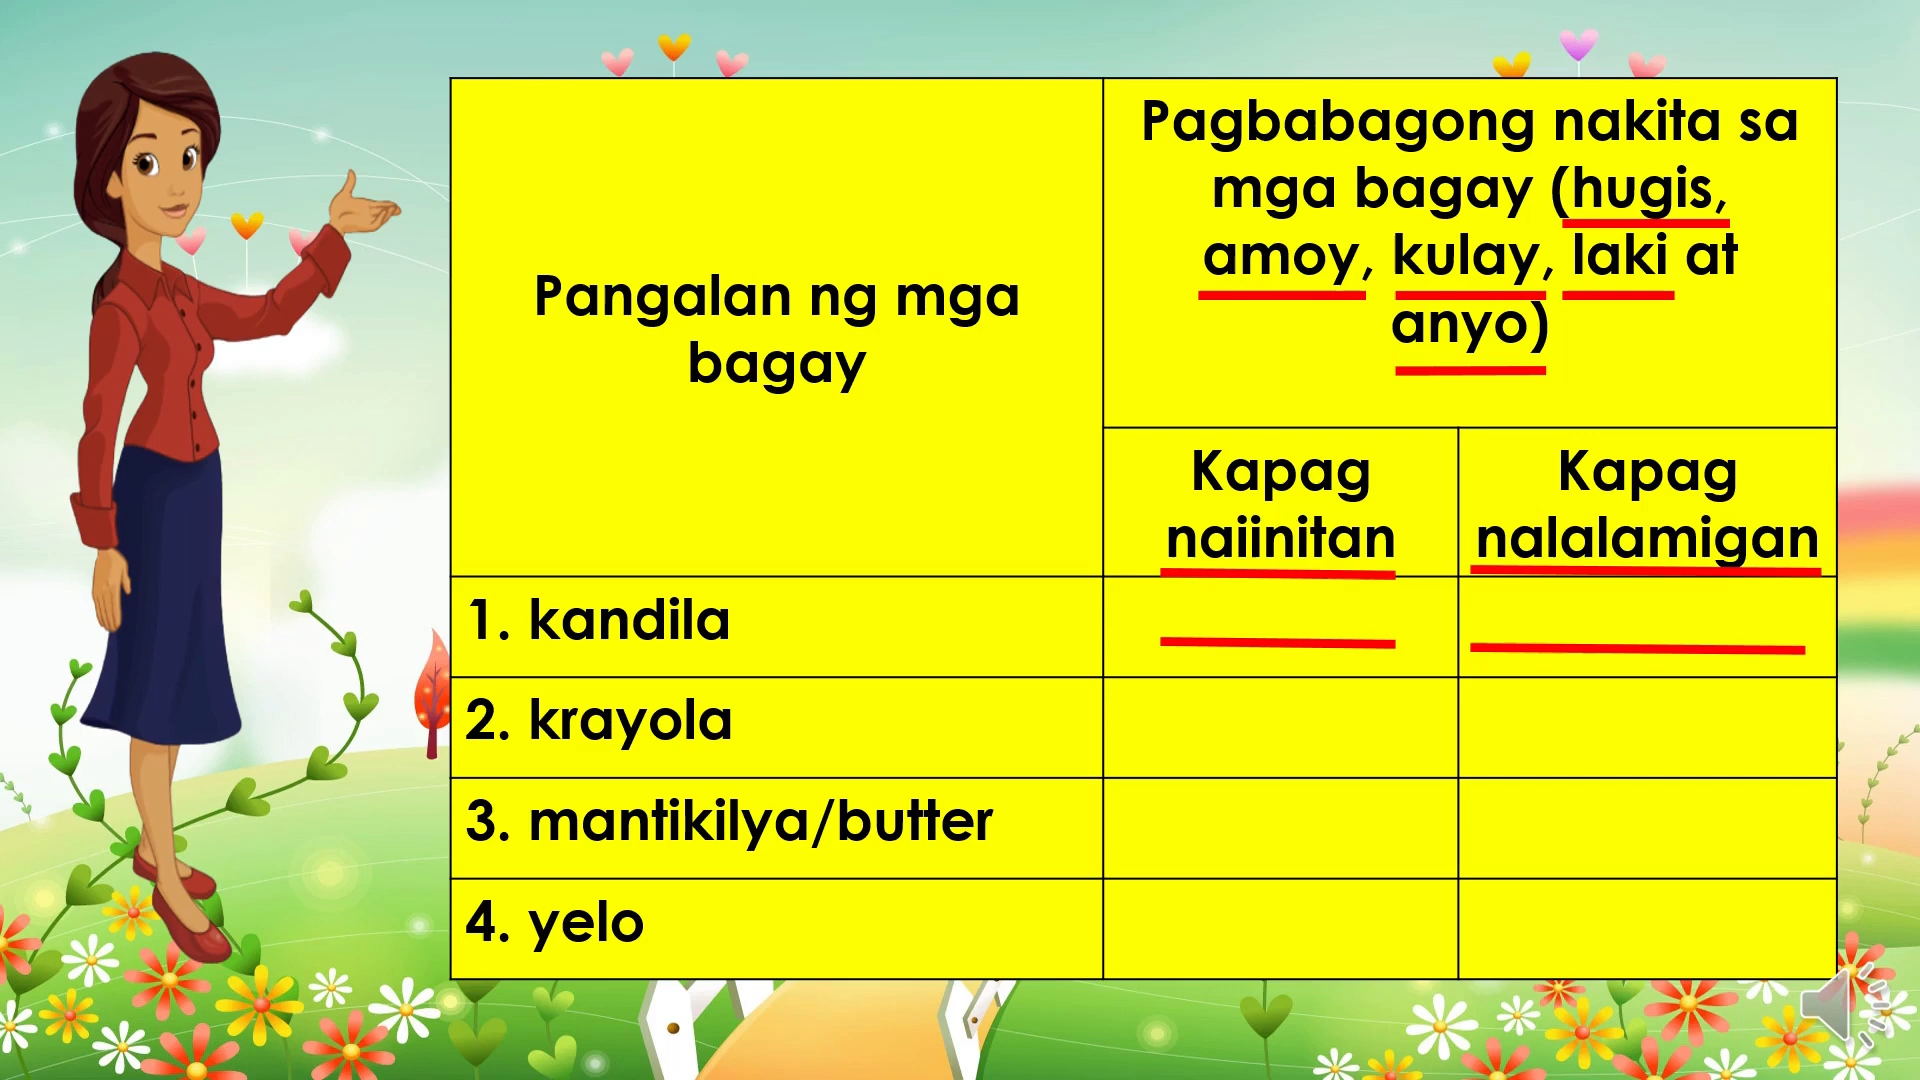 Pangalan ng mga
bagay
Pagbabagong nakita sa
mga bagay (hugis,
amoy, kulay, laki at
anyo)
Kapag
naiinitan
Kapag
nalalamigan
1. kandila
2. krayola
3. mantikilya/butter
4. yelo